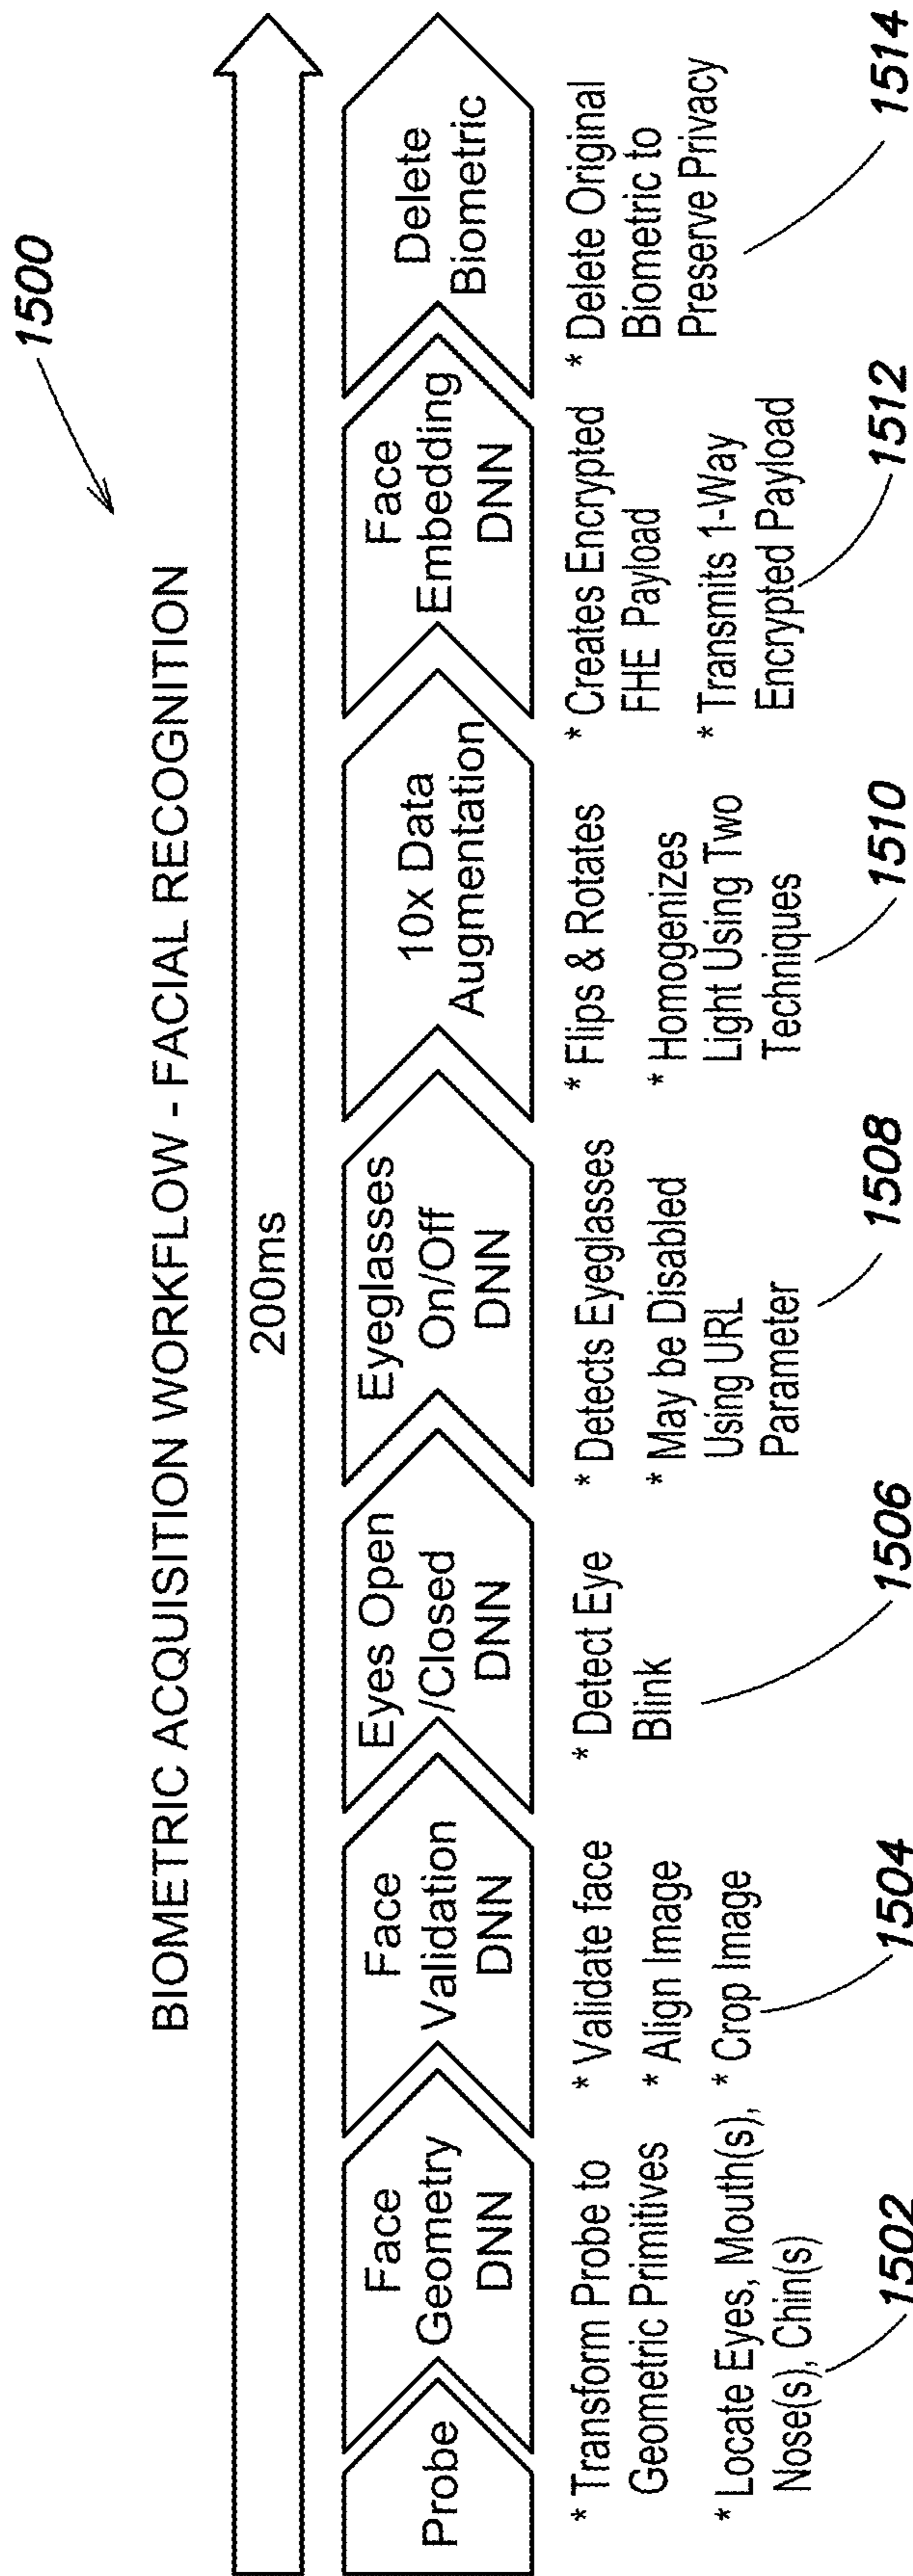 1500
BIOMETRIC ACQUISITION WORKFLOW - FACIAL RECOGNITION
200ms
Probe
Face
Geometry
DNN
Face
Validation
DNN
Eyes Open
/Closed
DNN
Eyeglasses
On/Off
DNN
10x Data
Augmentation
Face
Embedding
DNN
Delete
Biometric
* Transform Probe to
Geometric Primitives
* Locate Eyes, Mouth(s),
Nose(s), Chin(s)
1502
* Validate face
* Align Image
* Crop Image
1504
* Detect Eye
Blink
1506
* Detects Eyeglasses
* May be Disabled
Using URL
Parameter
1508
* Flips & Rotates
* Homogenizes
Light Using Two
Techniques
1510
* Creates Encrypted
FHE Payload
* Transmits 1-Way
Encrypted Payload
1512
* Delete Original
Biometric to
Preserve Privacy
1514